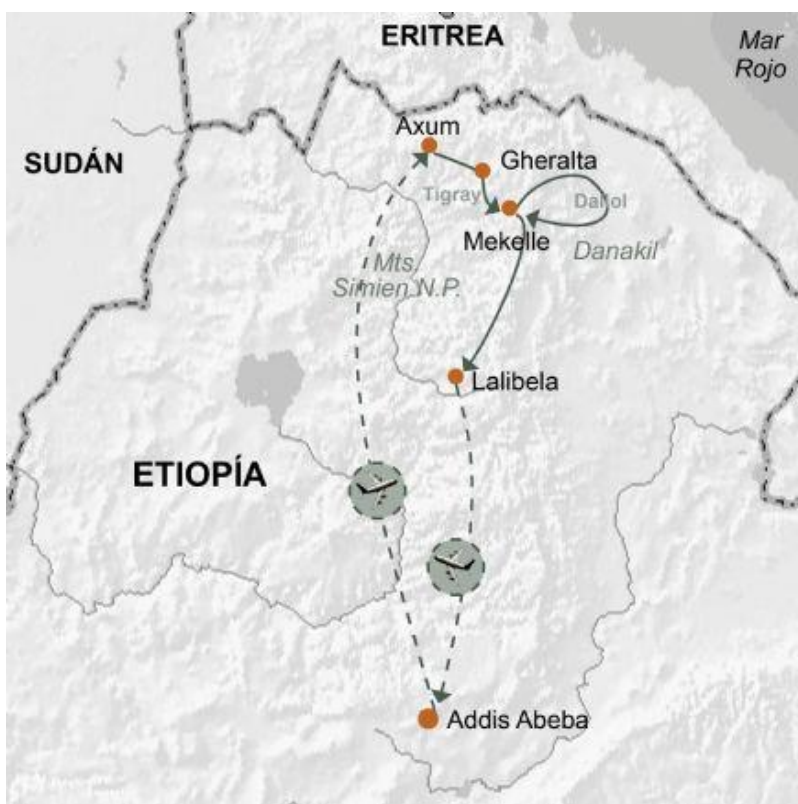 ERITREA
Mar
Rojo
Axum
SUDÁN
Gheralta
Tigray
Dallol
Mekelle
Danakil
Mts.
Simien N.P.
Lalibela
ETIOPÍA
Addis Abeba